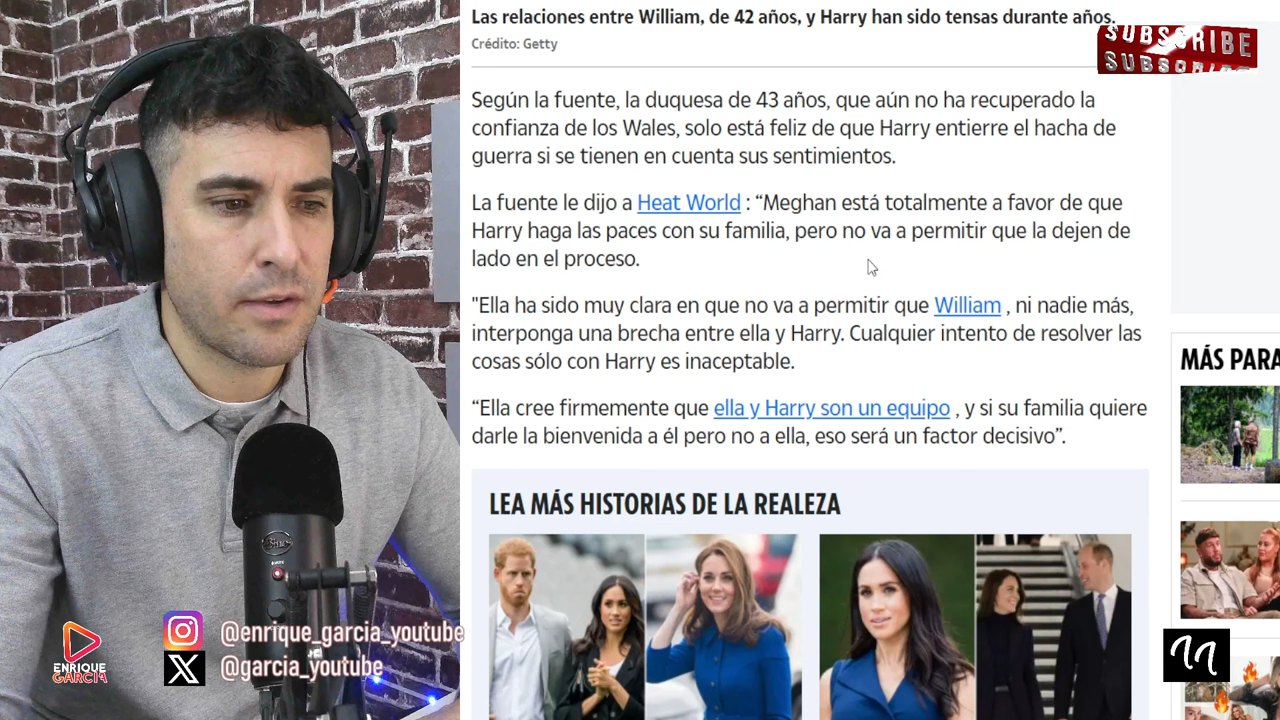 Las relaciones entre William, de 42 años, y Harry han sido tensas durante años.
Crédito: Getty
SUBSCRIBE
SUBSCRIBE
Según la fuente, la duquesa de 43 años, que aún no ha recuperado la
confianza de los Wales, solo está feliz de que Harry entierre el hacha de
guerra si se tienen en cuenta sus sentimientos.
La fuente le dijo a Heat World : “Meghan está totalmente a favor de que
Harry haga las paces con su familia, pero no va a permitir que la dejen de
lado en el proceso.
"Ella ha sido muy clara en que no va a permitir que William , ni nadie más,
interponga una brecha entre ella y Harry. Cualquier intento de resolver las
cosas sólo con Harry es inaceptable.
“Ella cree firmemente que ella y Harry son un equipo , y si su familia quiere
darle la bienvenida a él pero no a ella, eso será un factor decisivo”.
LEA MÁS HISTORIAS DE LA REALEZA
MÁS PARA
@enrique_garcia_youtube
@garcia_youtube
ENRIQUE
GARCIA